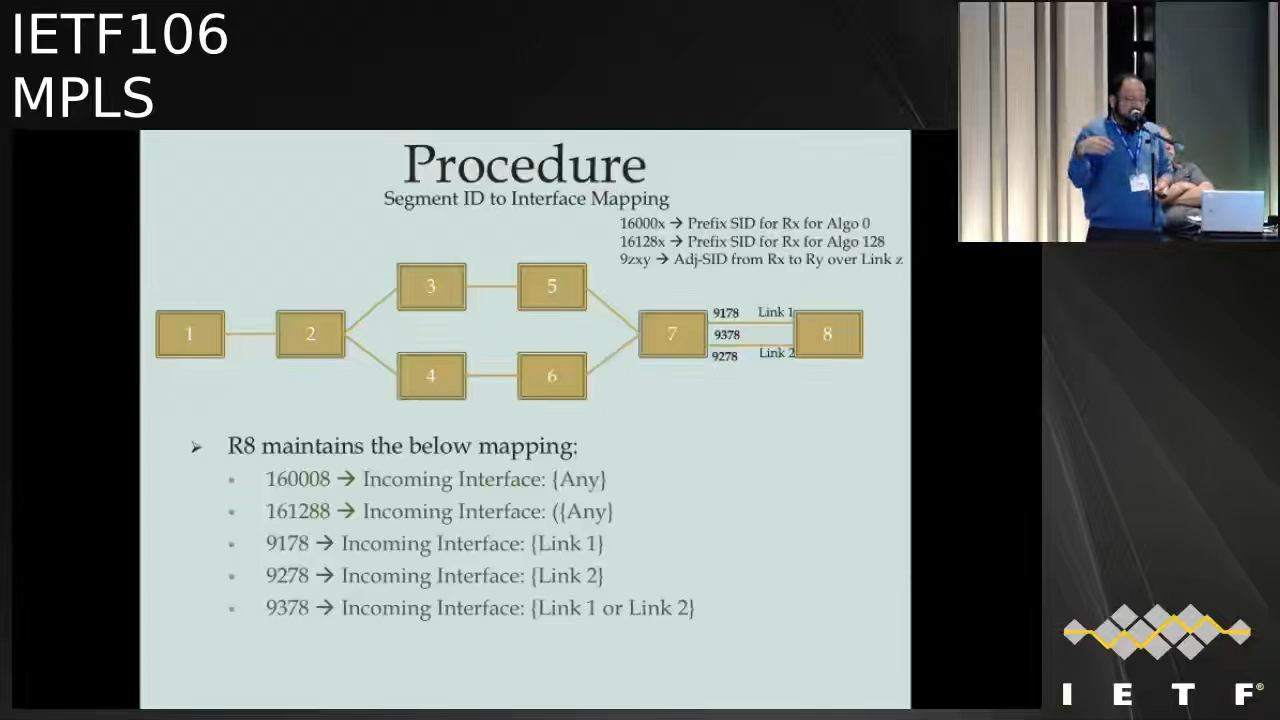 IETF106
MPLS
Procedure
Segment ID to Interface Mapping
16000x → Prefix SID for Rx for Algo 0
16128x → Prefix SID for Rx for Algo 128
9zxy → Adj-SID from Rx to Ry over Link z
3
5
1
2
7
9178
Link 1
9378
8
9278
Link 2
4
6
➢ R8 maintains the below mapping:
▪ 160008 → Incoming Interface: {Any}
▪ 161288 → Incoming Interface: ({Any}
▪ 9178 → Incoming Interface: {Link 1}
▪ 9278 → Incoming Interface: {Link 2}
▪ 9378 → Incoming Interface: {Link 1 or Link 2}
I E T F®